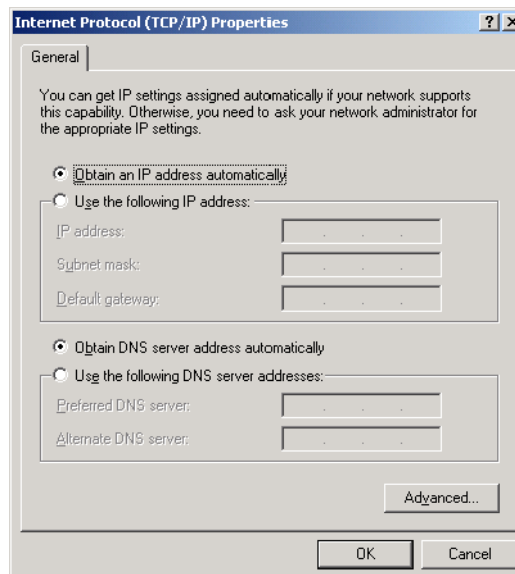 Internet Protocol (TCP/IP) Properties
General
You can get IP settings assigned automatically if your network supports
this capability. Otherwise, you need to ask your network administrator for
the appropriate IP settings.
Obtain an IP address automatically
Use the following IP address:
IP address:
Subnet mask:
Default gateway:
Obtain DNS server address automatically
Use the following DNS server addresses:
Preferred DNS server:
Alternate DNS server:
Advanced...
OK
Cancel